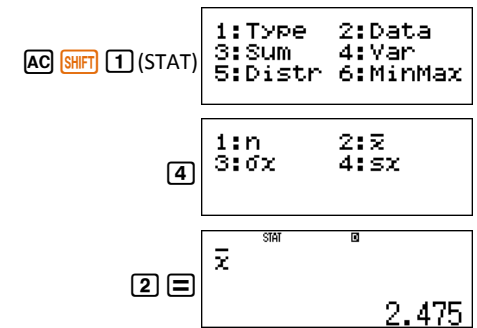 AC SHIFT 1 (STAT)
1:Type 2:Data
3:Sum 4:Var
5:Distr 6:MinMax
4
1:n 2:x̅
3:σx 4:sx
2 =
STAT D
x̅
2.475